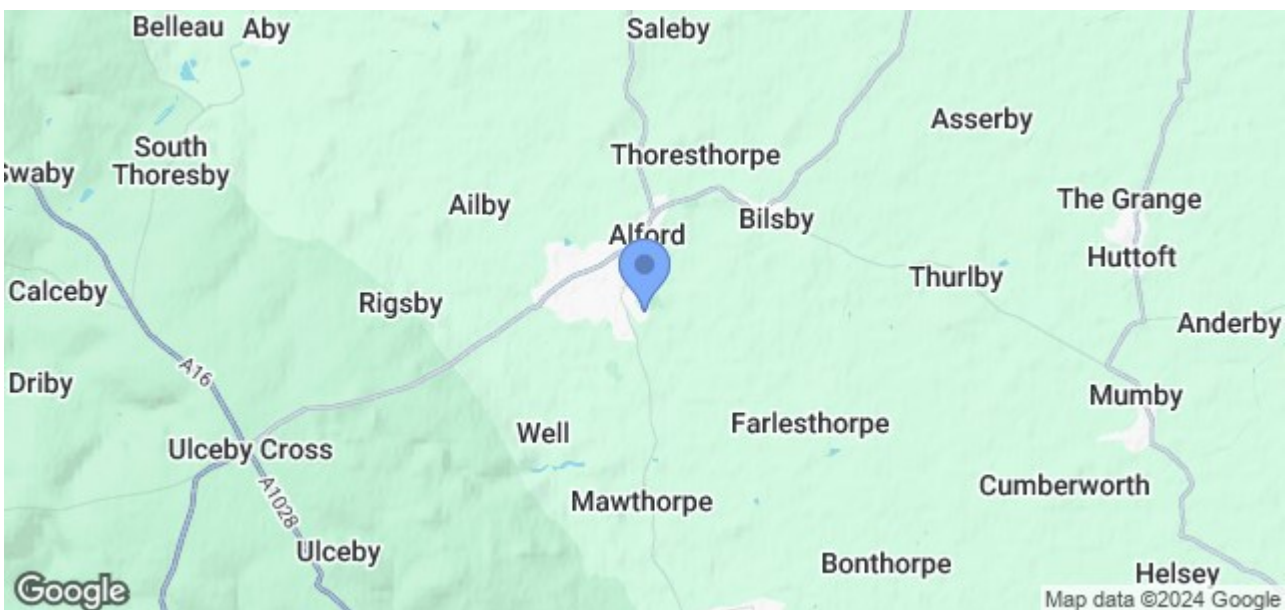 Belleau
Aby
Saleby
Asserby
South
Thoresby
Thoresthorpe
Swaby
The Grange
Ailby
Bilsby
Alford
Huttoft
Thurlby
Calceby
Rigsby
Anderby
A16
Driby
Mumby
Farlesthorpe
Well
Ulceby Cross
Cumberworth
A1028
Mawthorpe
Ulceby
Bonthorpe
Helsey
Google
Map data ©2024 Google